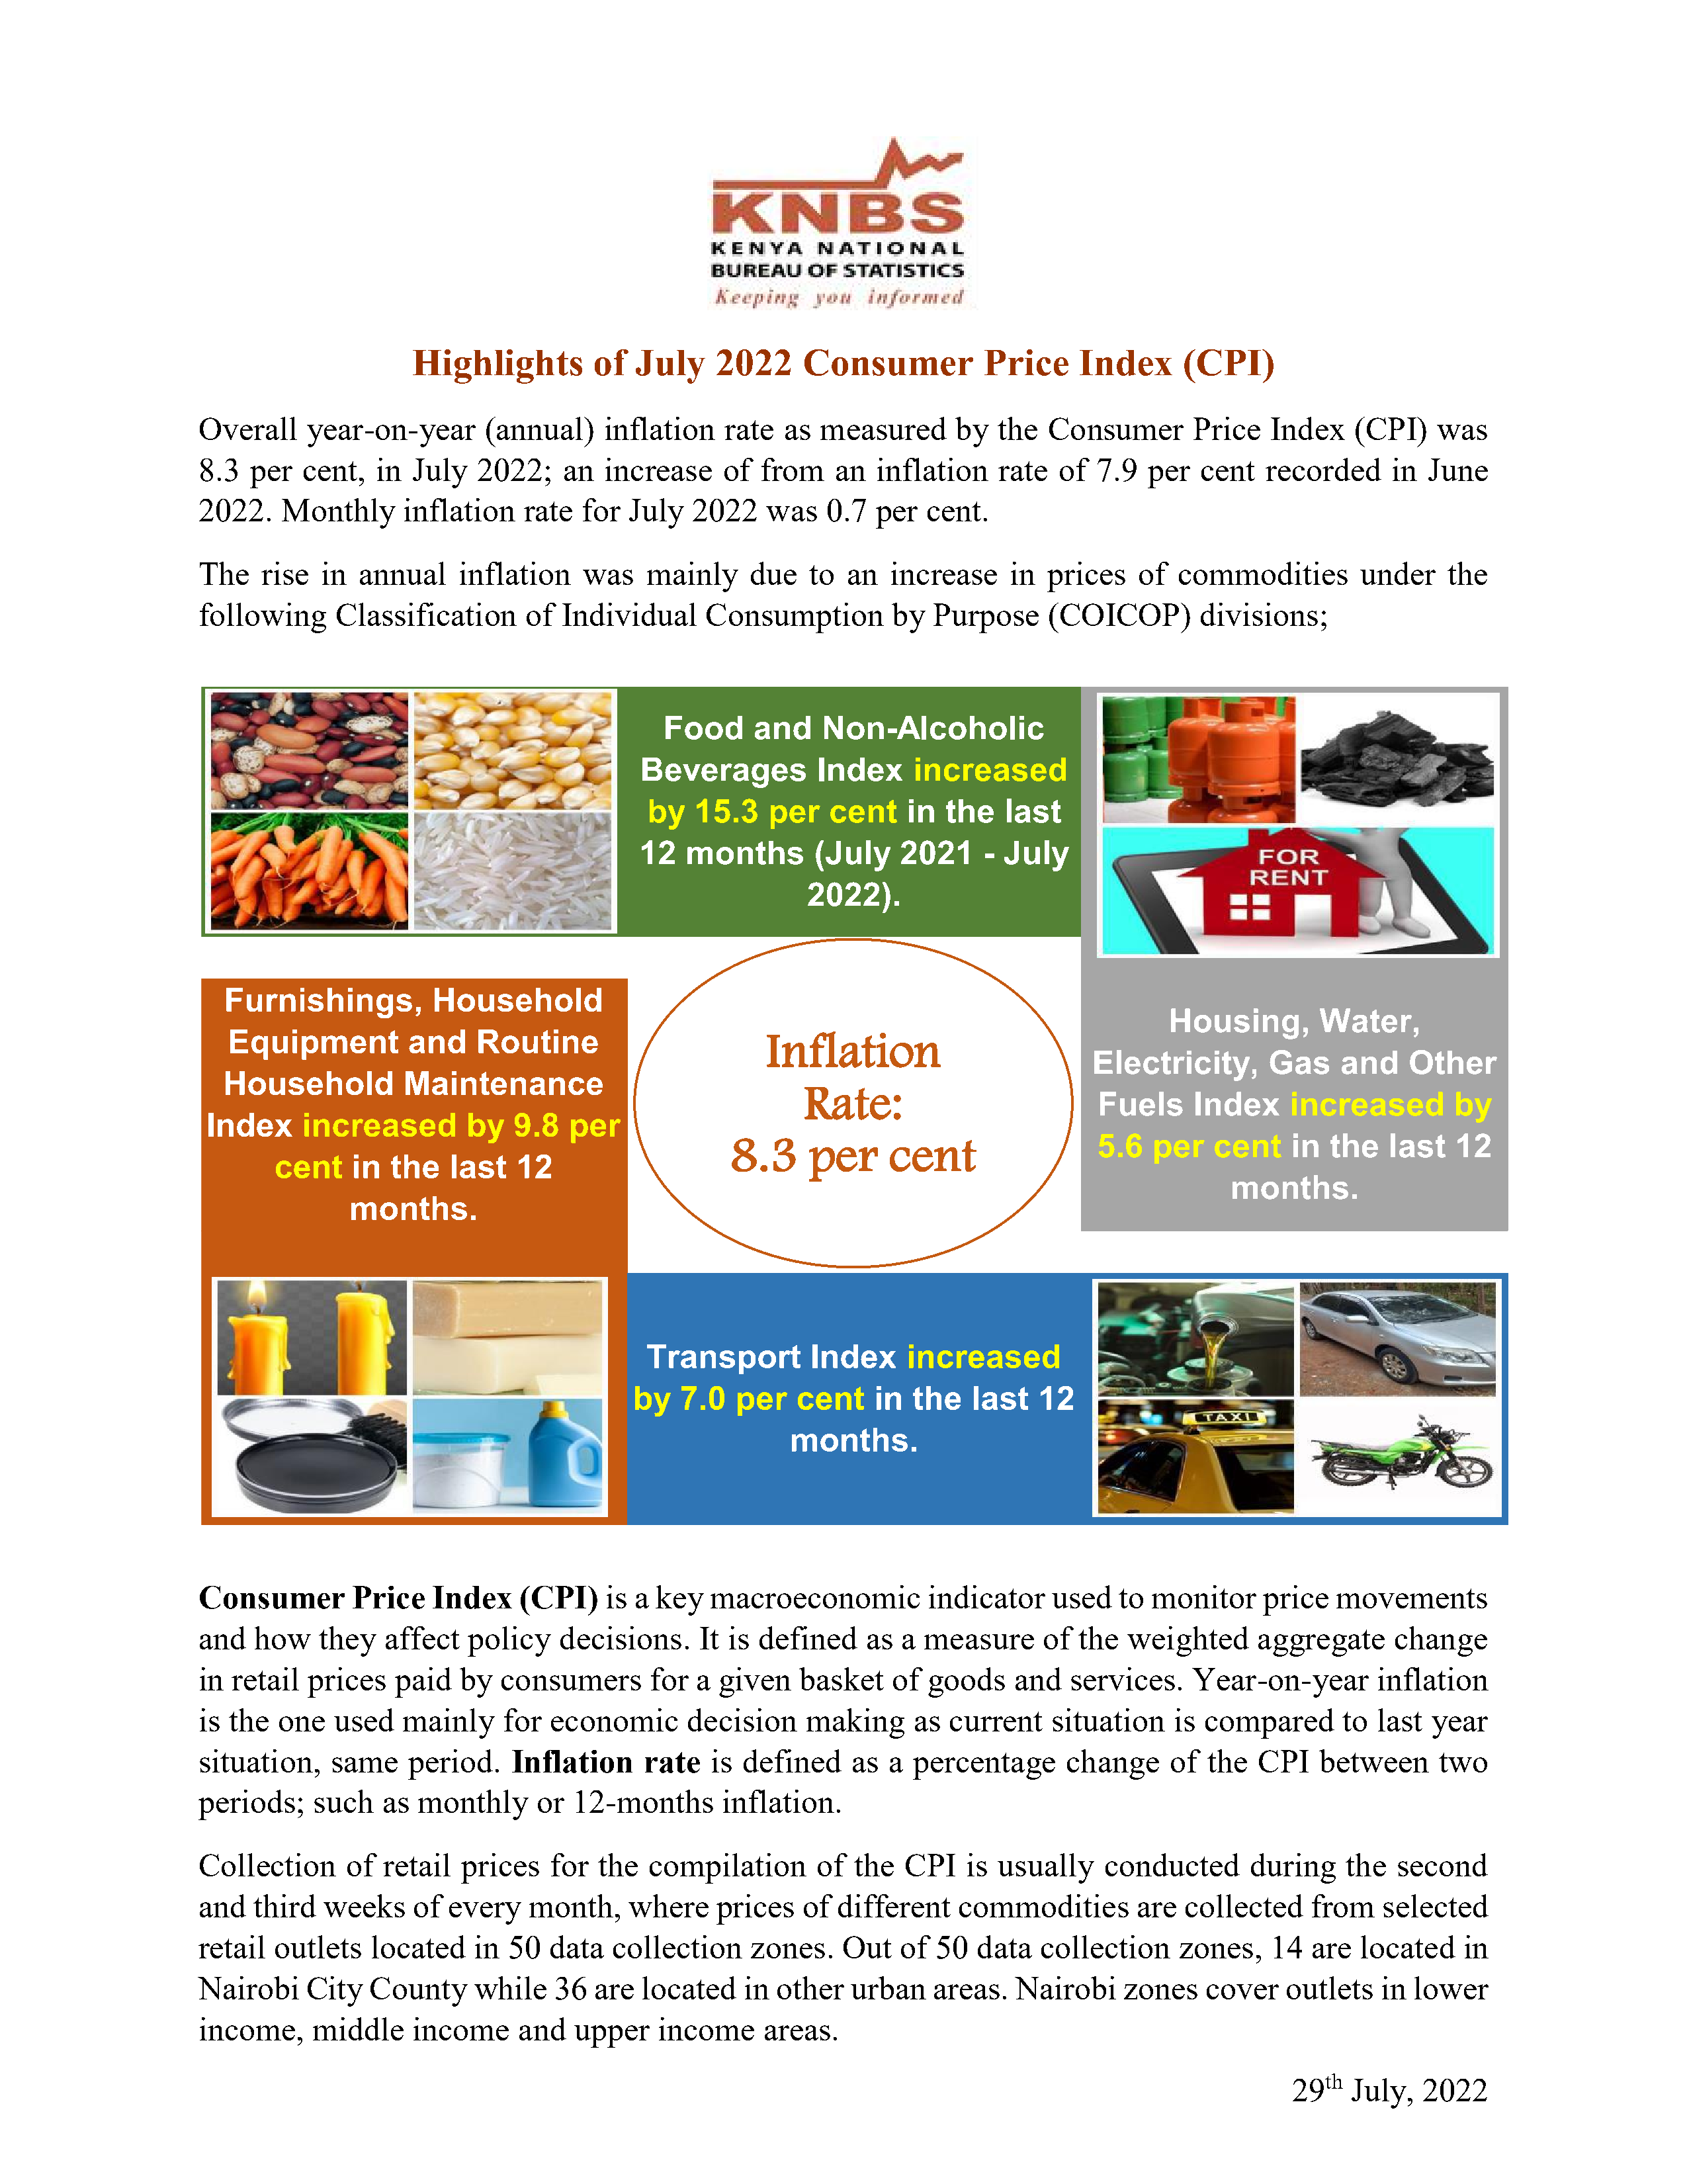 KNBS
KENYA NATIONAL
BUREAU OF STATISTICS
Keeping you informed
Highlights of July 2022 Consumer Price Index (CPI)
Overall year-on-year (annual) inflation rate as measured by the Consumer Price Index (CPI) was
8.3 per cent, in July 2022; an increase of from an inflation rate of 7.9 per cent recorded in June
2022. Monthly inflation rate for July 2022 was 0.7 per cent.
The rise in annual inflation was mainly due to an increase in prices of commodities under the
following Classification of Individual Consumption by Purpose (COICOP) divisions;
Food and Non-Alcoholic
Beverages Index increased
by 15.3 per cent in the last
12 months (July 2021 - July
2022).
FOR
RENT
Housing, Water,
Electricity, Gas and Other
Fuels Index increased by
5.6 per cent in the last 12
months.
Furnishings, Household
Equipment and Routine
Household Maintenance
Index increased by 9.8 per
cent in the last 12
months.
Inflation
Rate:
8.3 per cent
Transport Index increased
by 7.0 per cent in the last 12
months.
TAXI
Consumer Price Index (CPI) is a key macroeconomic indicator used to monitor price movements
and how they affect policy decisions. It is defined as a measure of the weighted aggregate change
in retail prices paid by consumers for a given basket of goods and services. Year-on-year inflation
is the one used mainly for economic decision making as current situation is compared to last year
situation, same period. Inflation rate is defined as a percentage change of the CPI between two
periods; such as monthly or 12-months inflation.
Collection of retail prices for the compilation of the CPI is usually conducted during the second
and third weeks of every month, where prices of different commodities are collected from selected
retail outlets located in 50 data collection zones. Out of 50 data collection zones, 14 are located in
Nairobi City County while 36 are located in other urban areas. Nairobi zones cover outlets in lower
income, middle income and upper income areas.
29th July, 2022